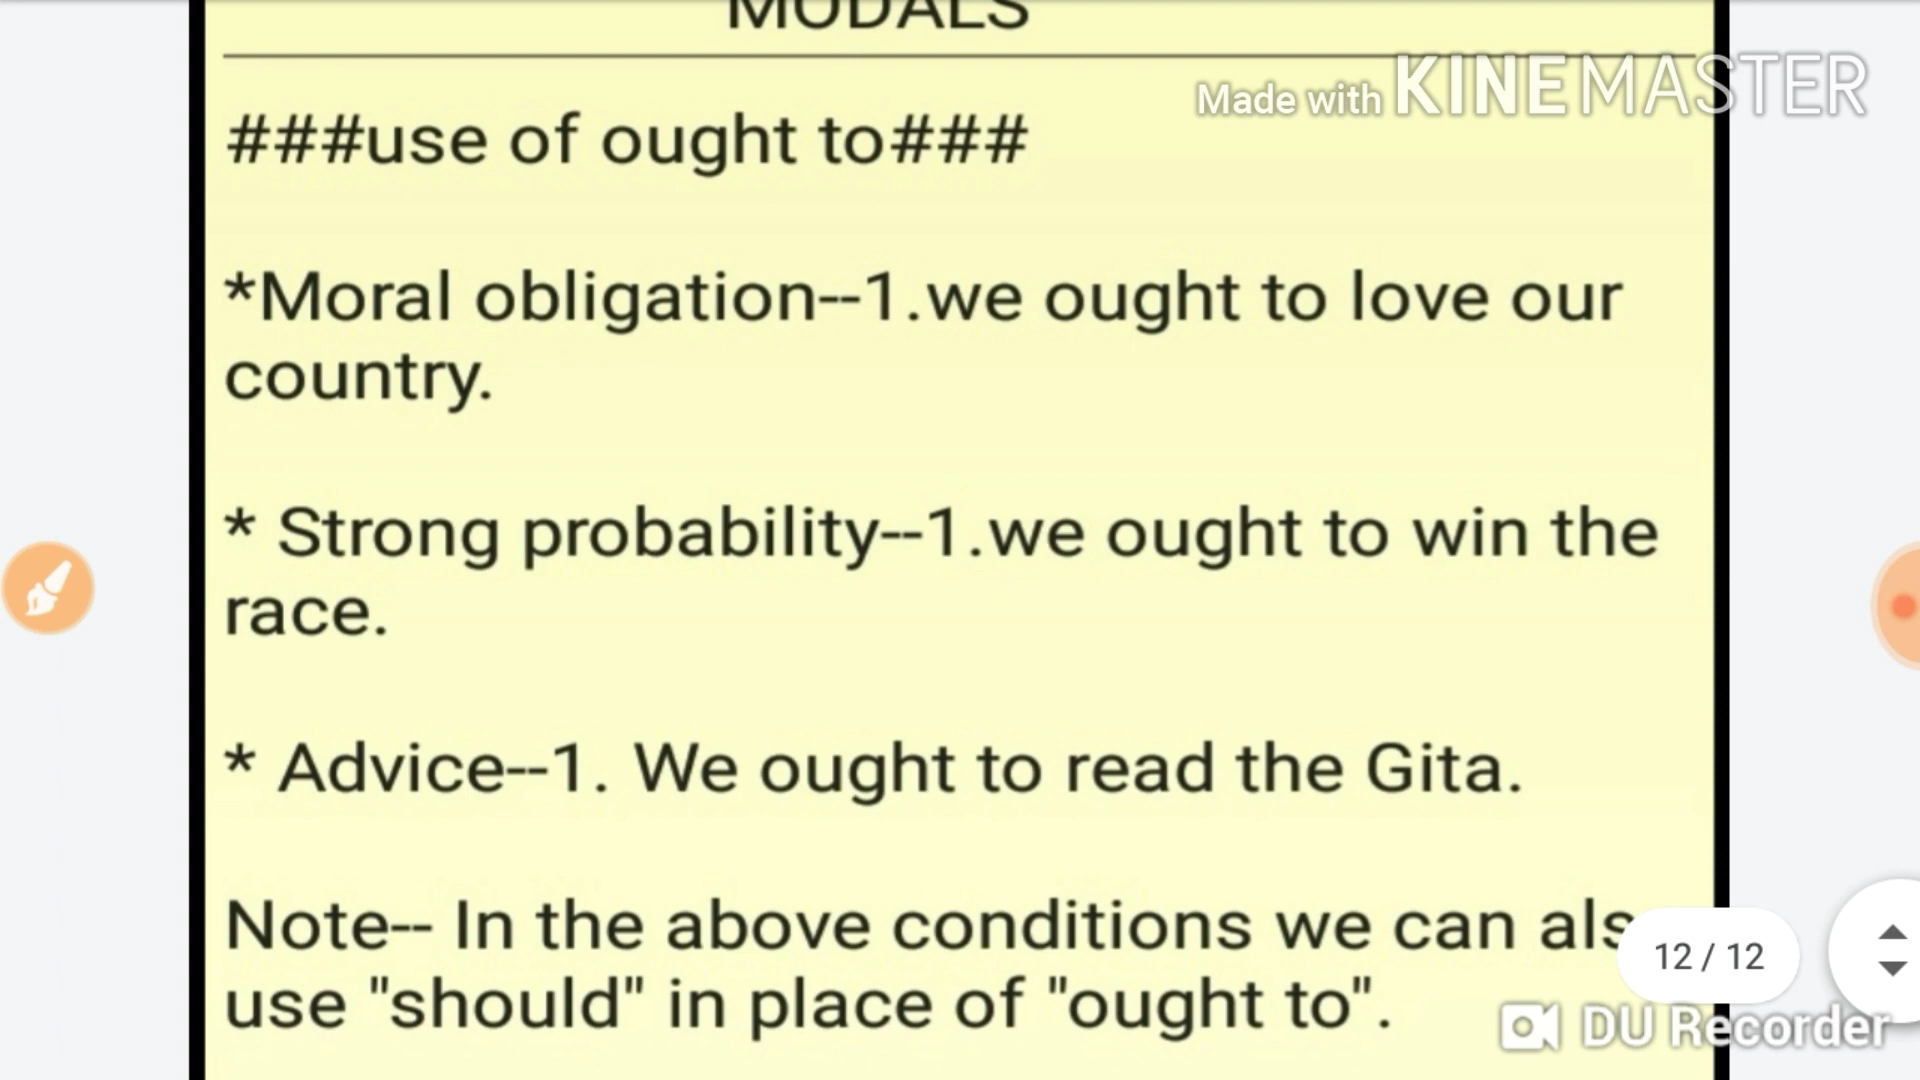 MODALS
Made with KINEMASTER
###use of ought to###
*Moral obligation--1.we ought to love our
country.
* Strong probability--1.we ought to win the
race.
* Advice--1. We ought to read the Gita.
Note-- In the above conditions we can als
use "should" in place of "ought to".
12 / 12
DU Recorder